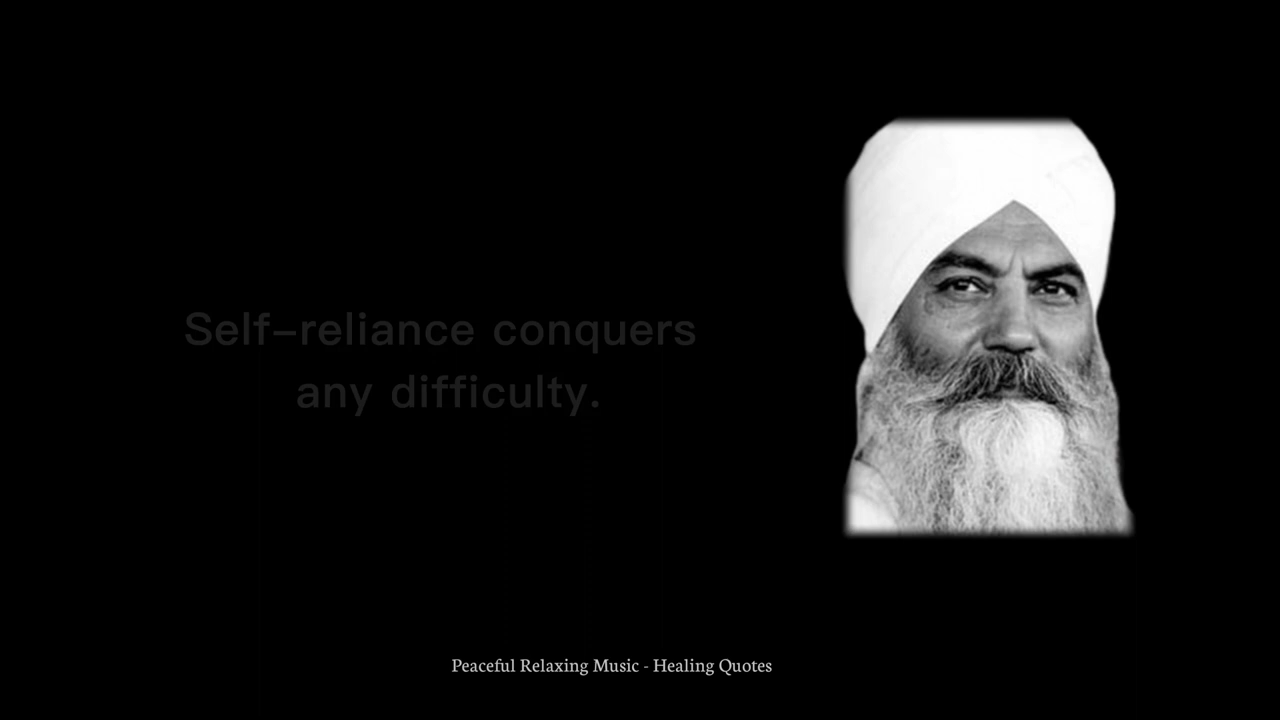 Self–reliance conquers
any difficulty.
Peaceful Relaxing Music - Healing Quotes